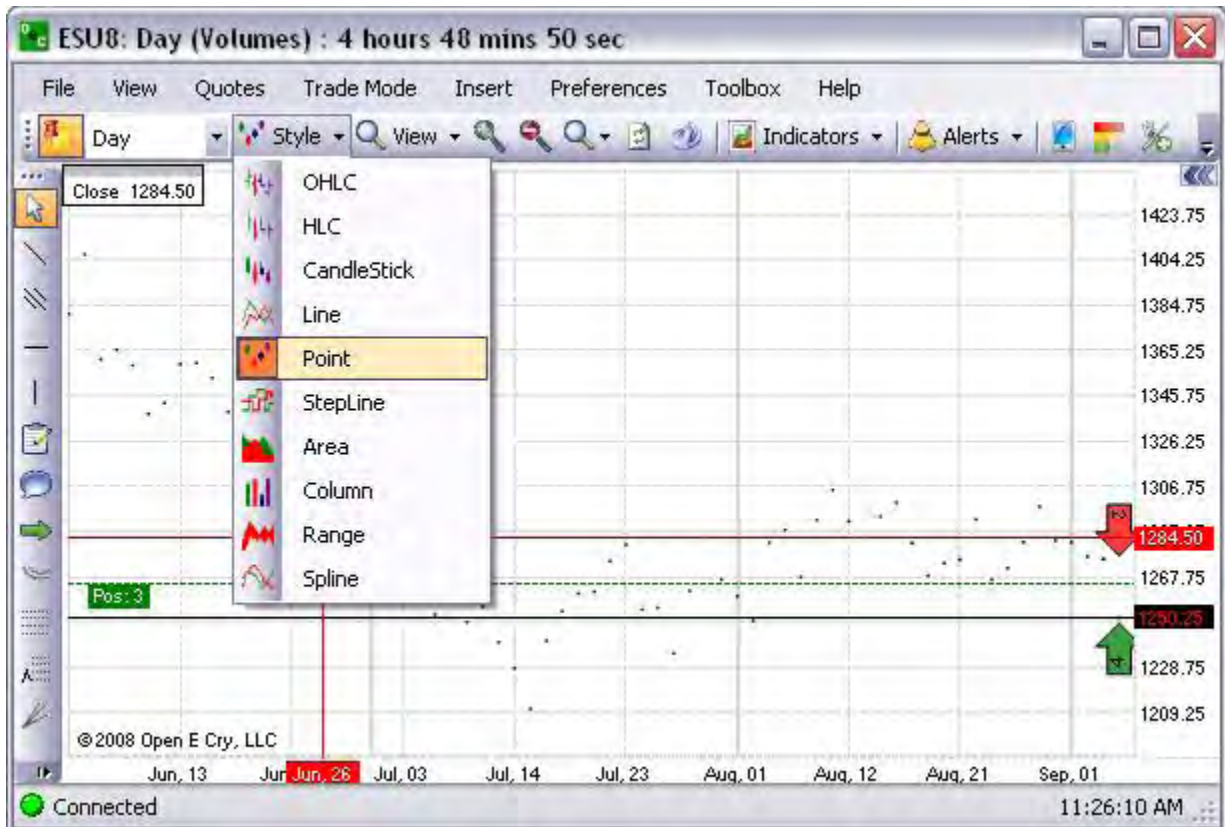 ESU8: Day (Volumes) : 4 hours 48 mins 50 sec
File View Quotes Trade Mode Insert Preferences Toolbox Help
Day Style View Indicators Alerts
Close 1284.50
OHLC
HLC
CandleStick
Line
Point
StepLine
Area
Column
Range
Spline
1423.75
1404.25
1384.75
1365.25
1345.75
1326.25
1306.75
1284.50
1267.75
1250.25
1228.75
1209.25
Pos: 3
©2008 Open E Cry, LLC
Jun, 13 Jun, 26 Jul, 03 Jul, 14 Jul, 23 Aug, 01 Aug, 12 Aug, 21 Sep, 01
Connected 11:26:10 AM